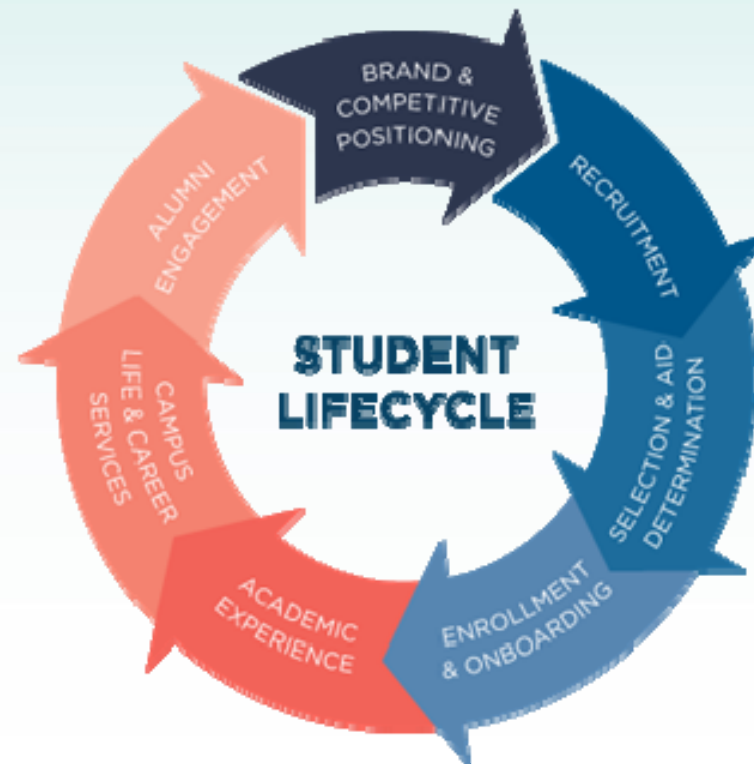 BRAND &
COMPETITIVE
POSITIONING
RECRUITMENT
SELECTION & AID
DETERMINATION
ENROLLMENT
& ONBOARDING
ACADEMIC
EXPERIENCE
CAMPUS
LIFE & CAREER
SERVICES
ALUMNI
ENGAGEMENT
STUDENT
LIFECYCLE